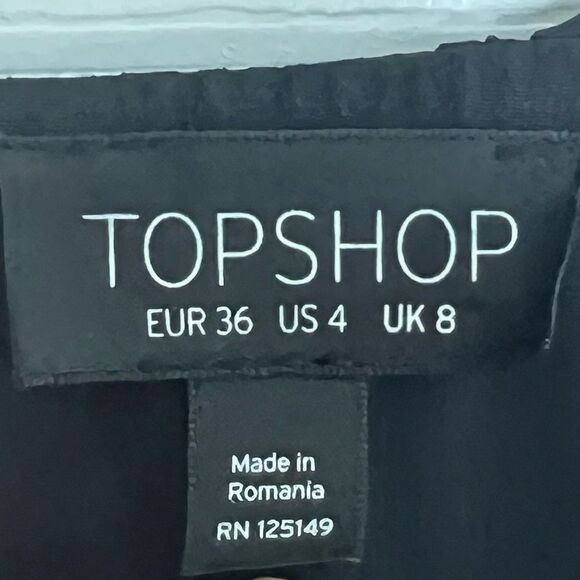 TOPSHOP
EUR 36 US 4 UK 8
Made in
Romania
RN 125149